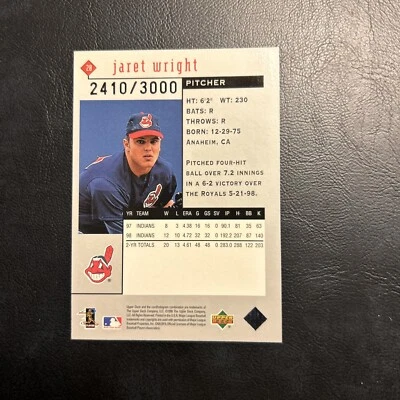 28
jaret wright
2410/3000
PITCHER
HT: 6'2" WT: 230
BATS: R
THROWS: R
BORN: 12-29-75
ANAHEIM, CA
PITCHED FOUR-HIT
BALL OVER 7.2 INNINGS
IN A 6-2 VICTORY OVER
THE ROYALS 5-21-98.
YR TEAM W L ERA G GS SV IP H BB K
97 INDIANS 8 3 4.38 16 16 0 90.1 81 35 63
98 INDIANS 12 10 4.72 32 32 0 192.2 207 87 140
2-YR TOTALS 20 13 4.61 48 48 0 283.0 288 122 203
UPPER DECK